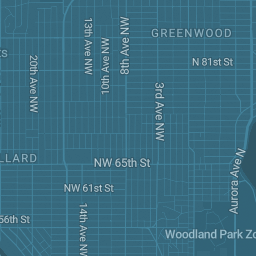 GREENWOOD
13th Ave NW
8th Ave NW
10th Ave NW
N 81st St
20th Ave NW
3rd Ave NW
LLARD
NW 65th St
Aurora Ave N
NW 61st St
14th Ave NW
56th St
Woodland Park Zo